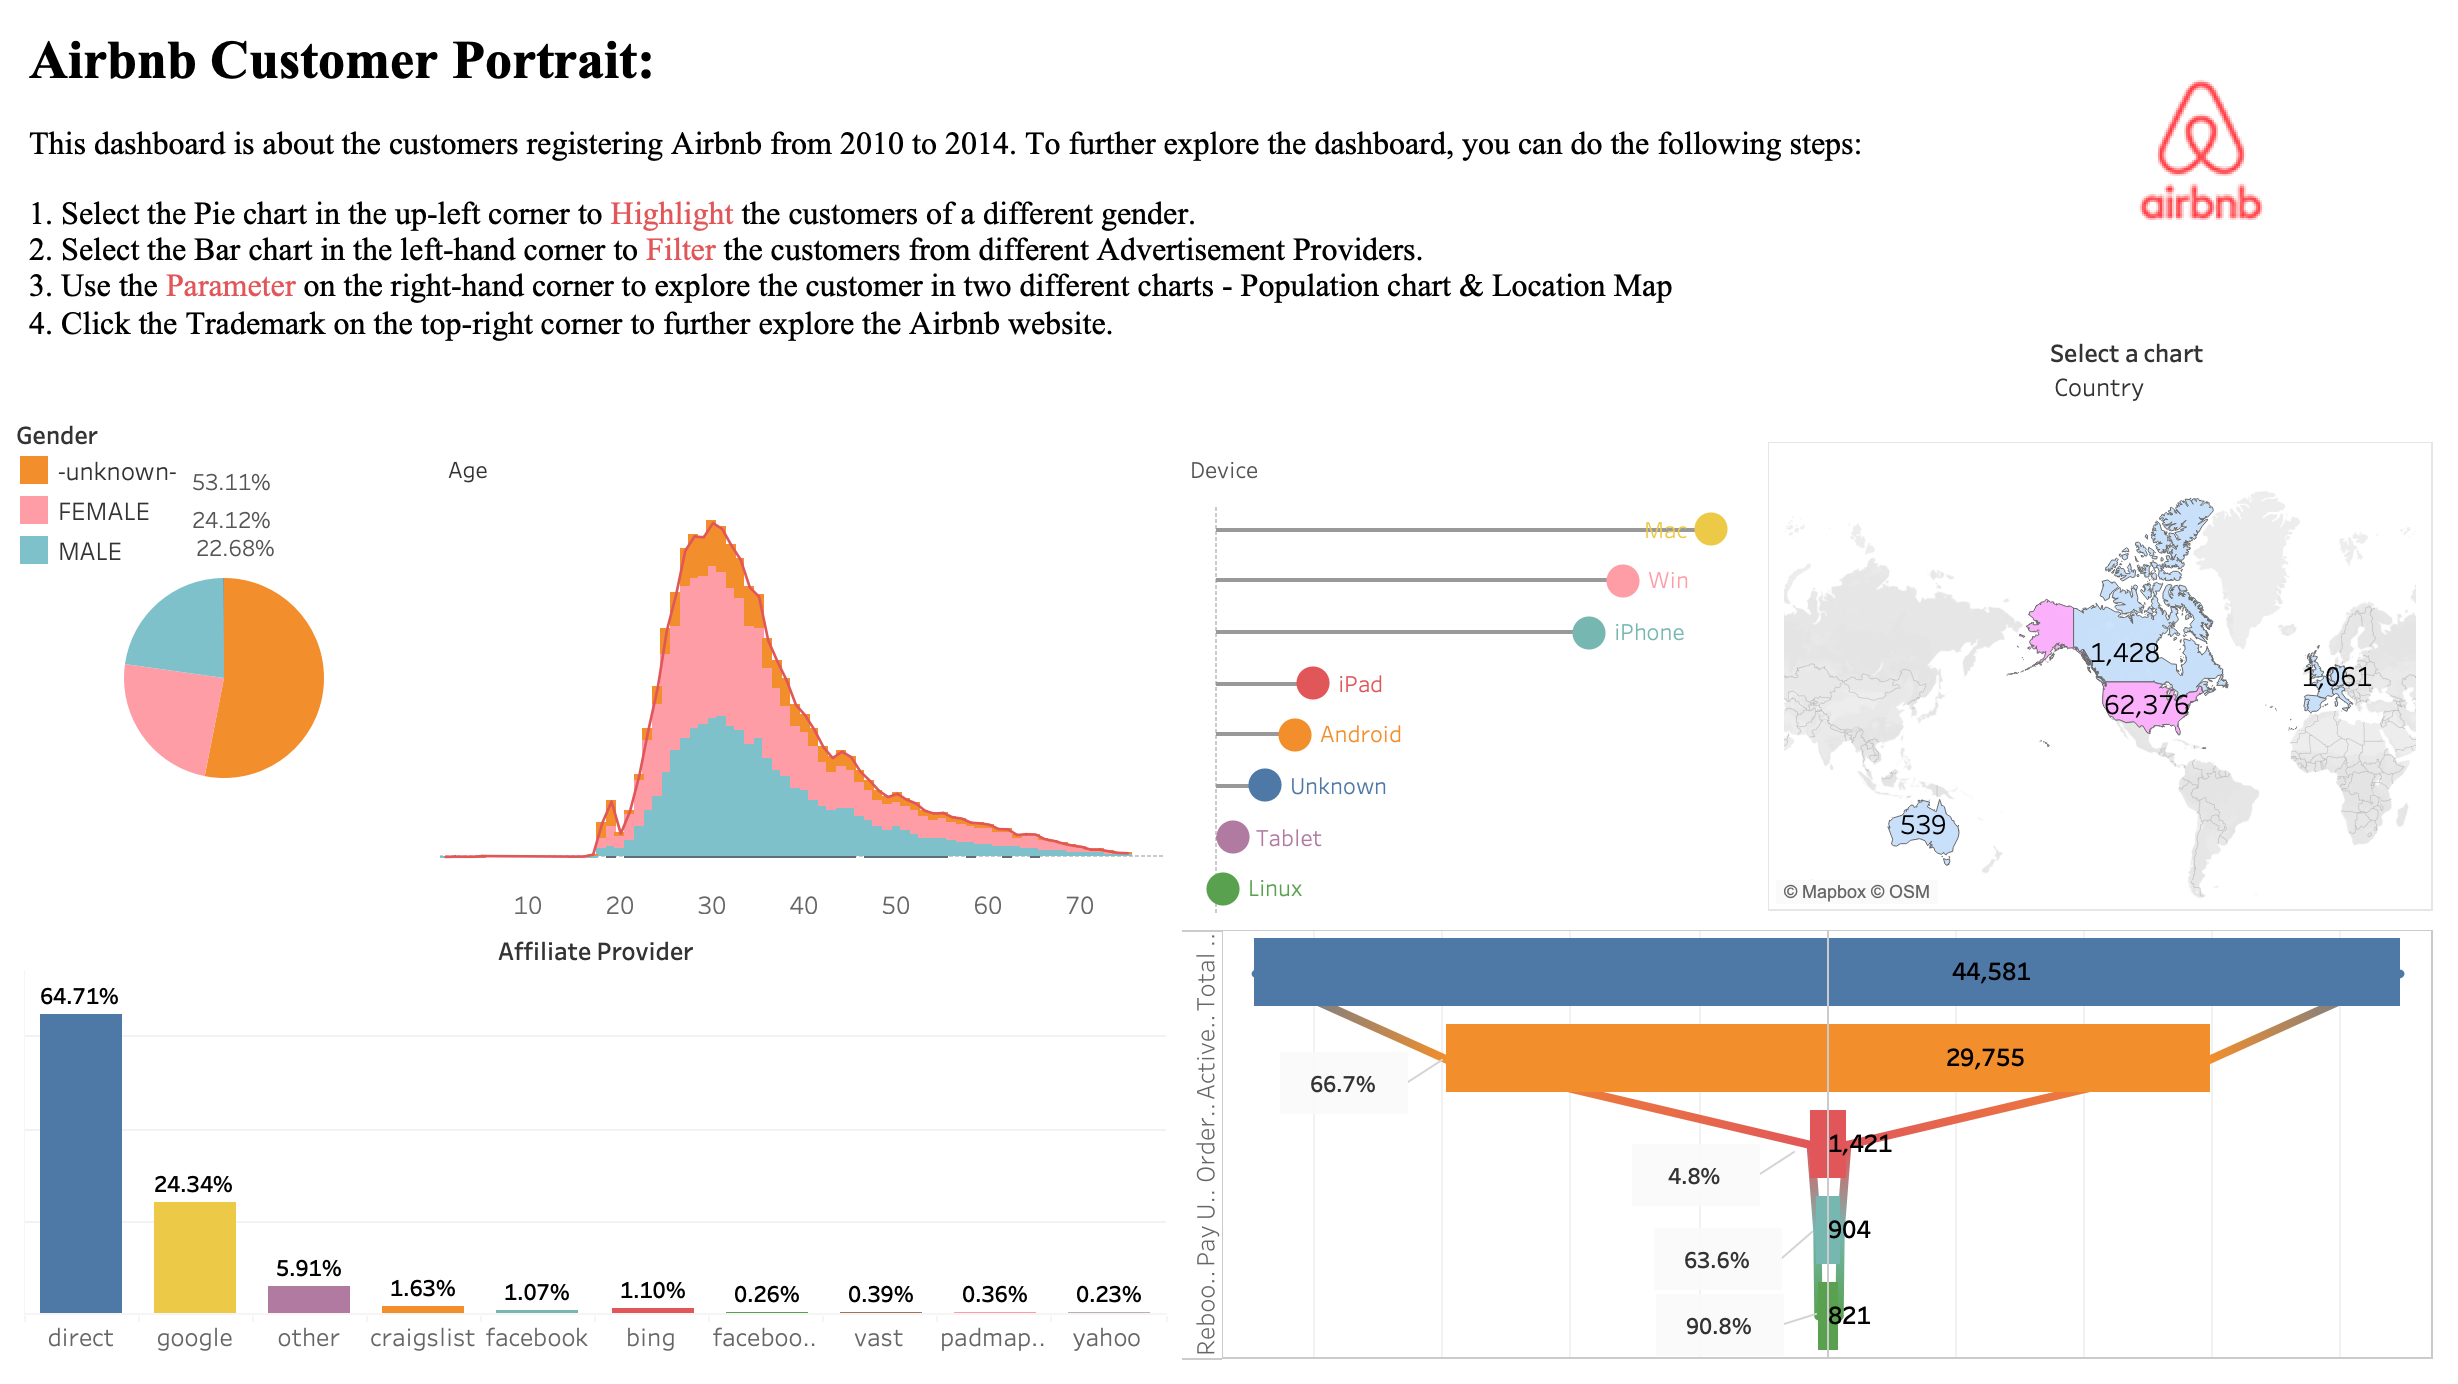 Airbnb Customer Portrait:
This dashboard is about the customers registering Airbnb from 2010 to 2014. To further explore the dashboard, you can do the following steps:
1. Select the Pie chart in the up-left corner to Highlight the customers of a different gender.
2. Select the Bar chart in the left-hand corner to Filter the customers from different Advertisement Providers.
3. Use the Parameter on the right-hand corner to explore the customer in two different charts - Population chart & Location Map
4. Click the Trademark on the top-right corner to further explore the Airbnb website.
airbnb
Select a chart
Country
Gender
-unknown- 53.11%
FEMALE 24.12%
MALE 22.68%
Age
10 20 30 40 50 60 70
Device
Mac
Win
iPhone
iPad
Android
Unknown
Tablet
Linux
1,428
1,061
62,376
539
© Mapbox © OSM
Affiliate Provider
64.71% 24.34% 5.91% 1.63% 1.07% 1.10% 0.26% 0.39% 0.36% 0.23%
direct google other craigslist facebook bing faceboo.. vast padmap.. yahoo
Total ..
Active..
Order..
Pay U..
Reboo..
44,581
29,755
66.7%
1,421
4.8%
904
63.6%
821
90.8%